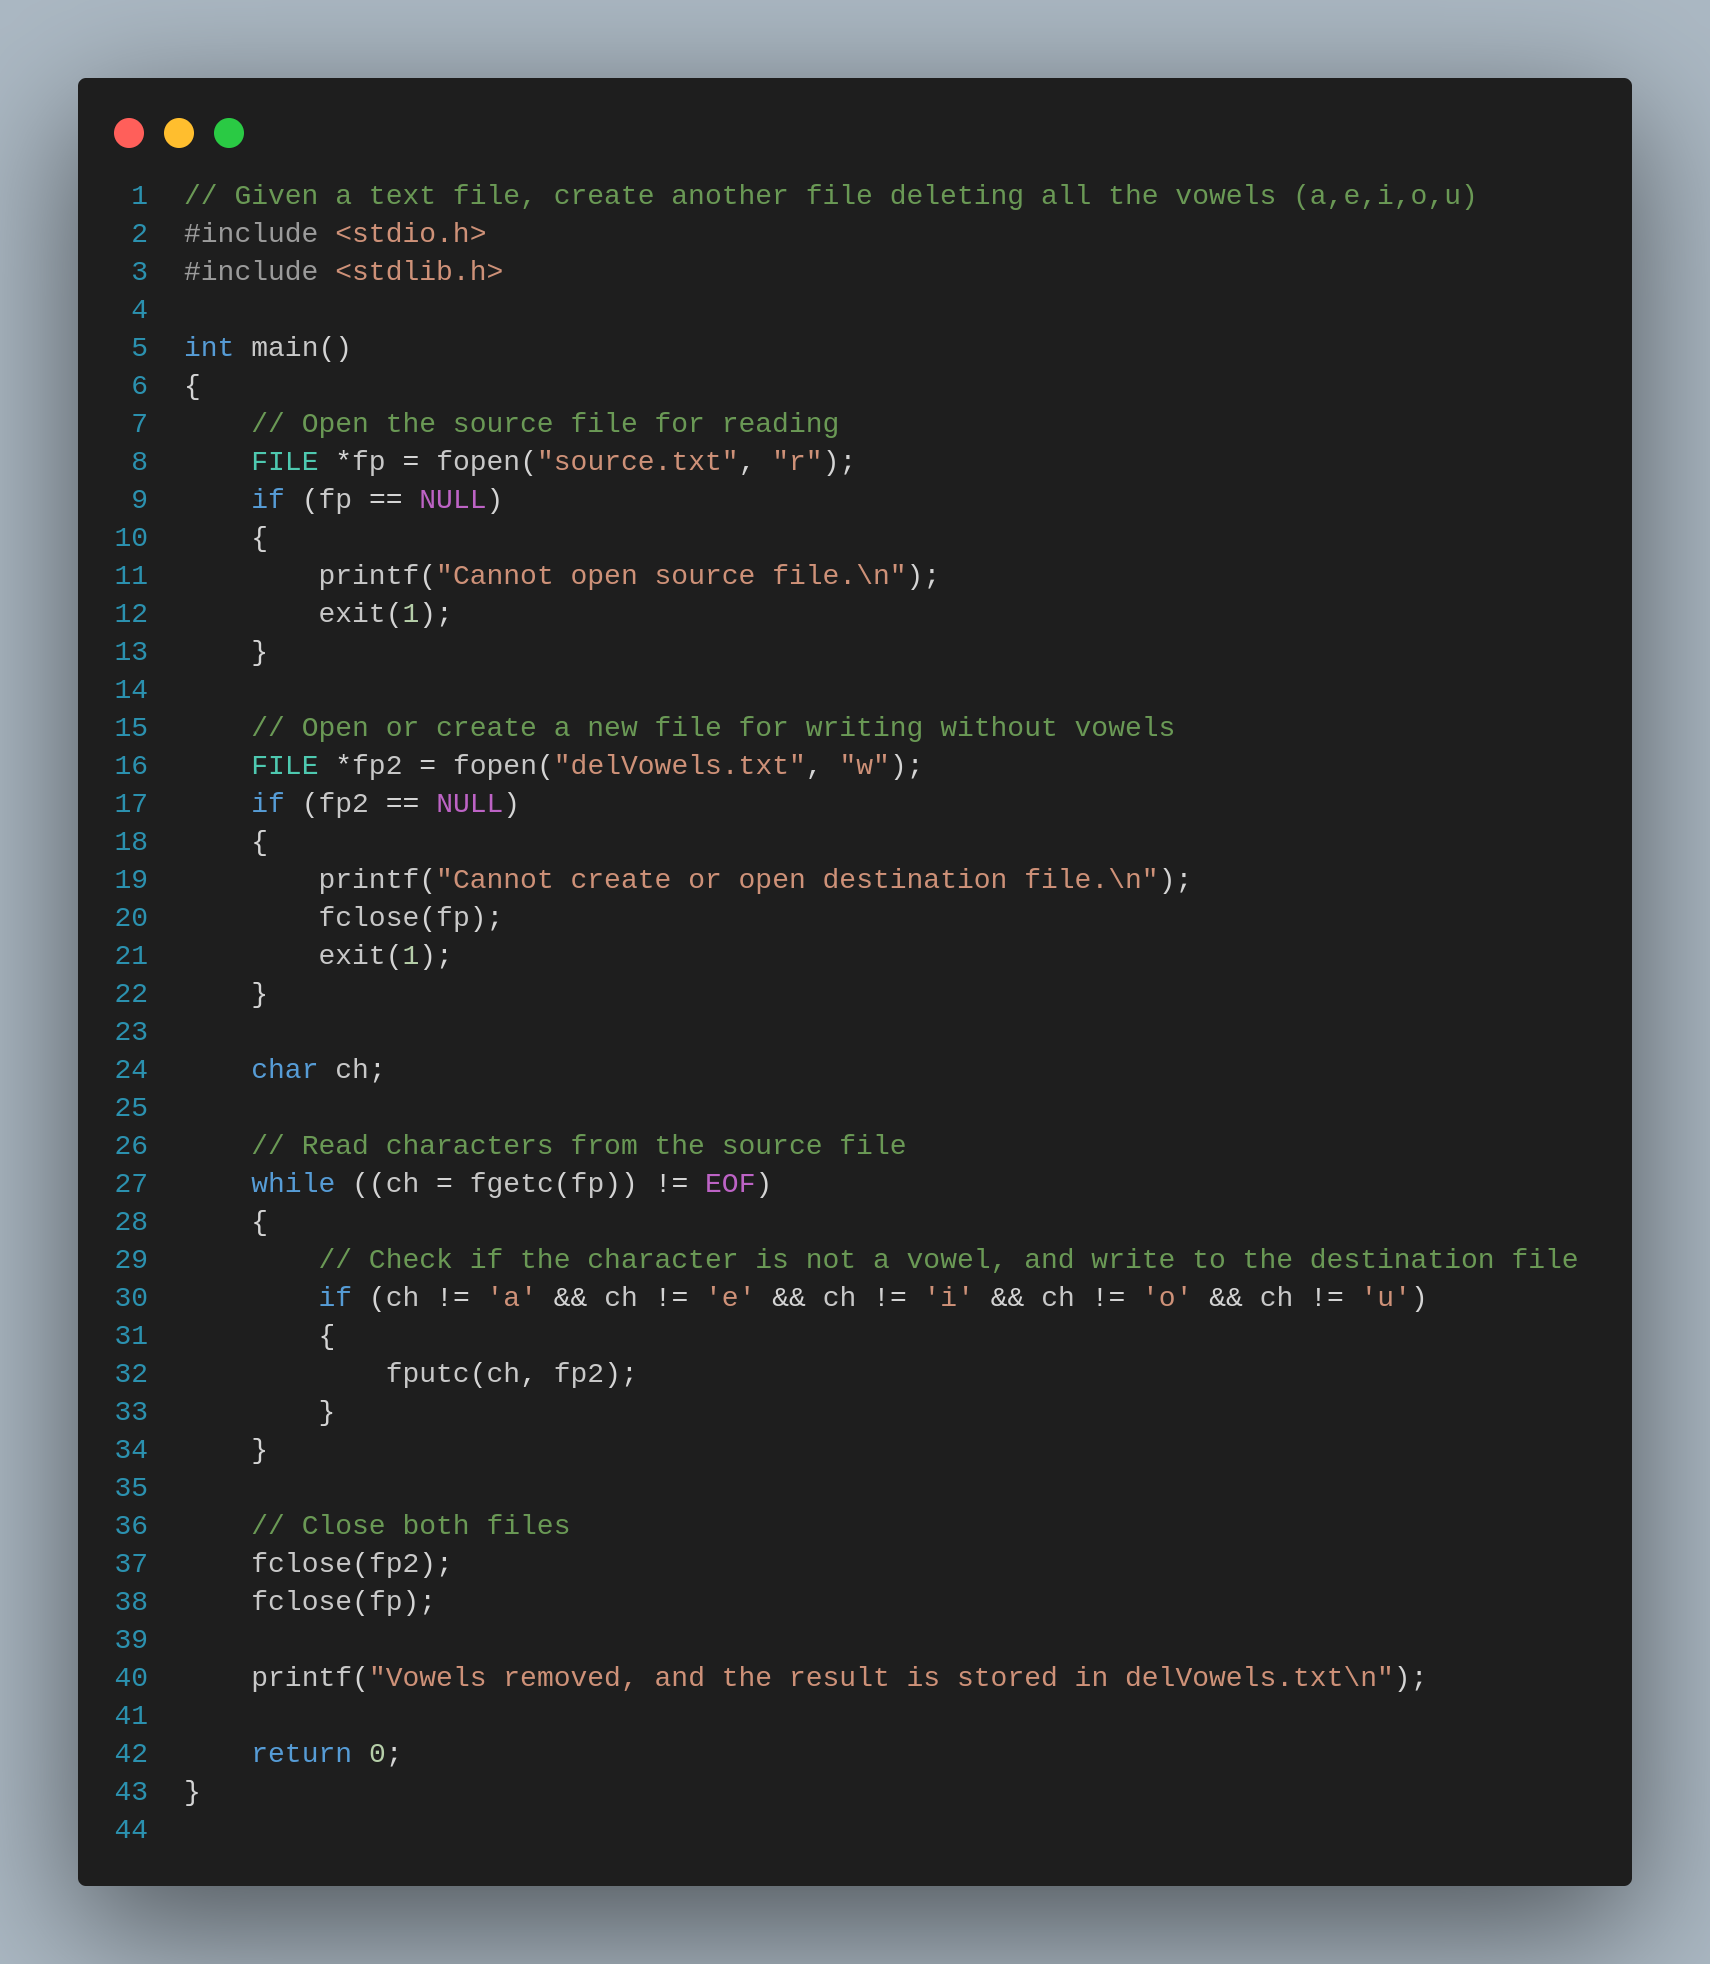 1 // Given a text file, create another file deleting all the vowels (a,e,i,o,u)
2 #include <stdio.h>
3 #include <stdlib.h>
4
5 int main()
6 {
7     // Open the source file for reading
8     FILE *fp = fopen("source.txt", "r");
9     if (fp == NULL)
10     {
11         printf("Cannot open source file.\n");
12         exit(1);
13     }
14
15     // Open or create a new file for writing without vowels
16     FILE *fp2 = fopen("delVowels.txt", "w");
17     if (fp2 == NULL)
18     {
19         printf("Cannot create or open destination file.\n");
20         fclose(fp);
21         exit(1);
22     }
23
24     char ch;
25
26     // Read characters from the source file
27     while ((ch = fgetc(fp)) != EOF)
28     {
29         // Check if the character is not a vowel, and write to the destination file
30         if (ch != 'a' && ch != 'e' && ch != 'i' && ch != 'o' && ch != 'u')
31         {
32             fputc(ch, fp2);
33         }
34     }
35
36     // Close both files
37     fclose(fp2);
38     fclose(fp);
39
40     printf("Vowels removed, and the result is stored in delVowels.txt\n");
41
42     return 0;
43 }
44